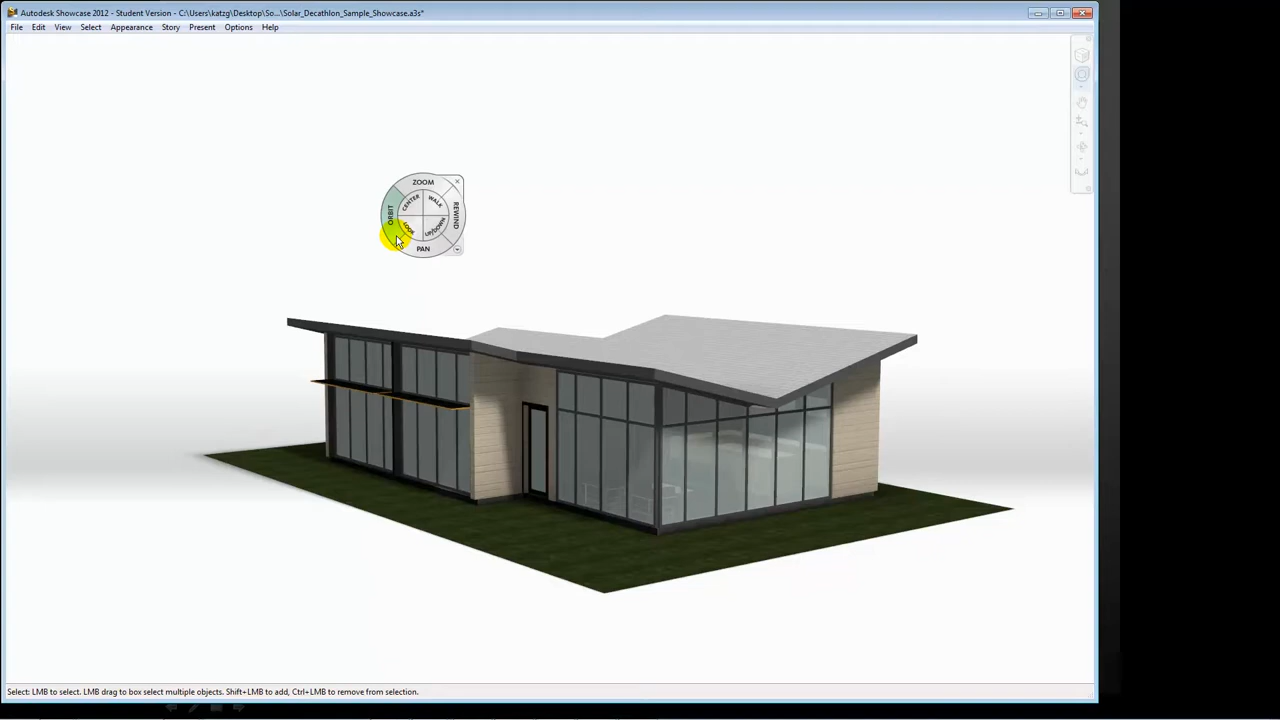 Autodesk Showcase 2012 - Student Version - C:\Users\katzg\Desktop\So...\Solar_Decathlon_Sample_Showcase.a3s*
File Edit View Select Appearance Story Present Options Help
ZOOM
CENTER WALK
ORBIT REWIND
LOOK UP/DOWN
PAN
Select: LMB to select. LMB drag to box select multiple objects. Shift+LMB to add, Ctrl+LMB to remove from selection.